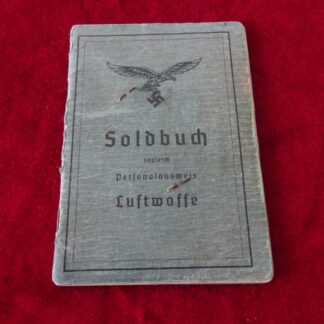 Soldbuch
zugleich
Personalausweis
Luftwaffe